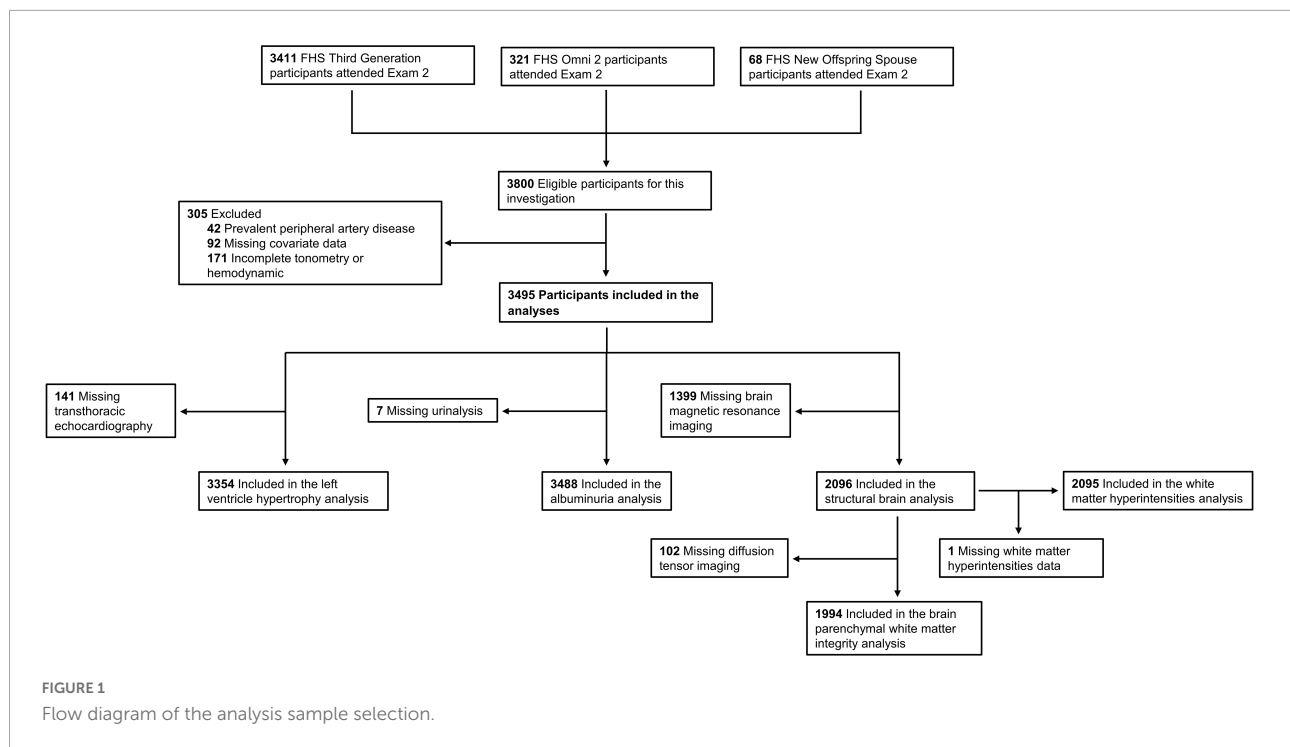 3411 FHS Third Generation
participants attended Exam 2
321 FHS Omni 2 participants
attended Exam 2
68 FHS New Offspring Spouse
participants attended Exam 2
3800 Eligible participants for this
investigation
305 Excluded
42 Prevalent peripheral artery disease
92 Missing covariate data
171 Incomplete tonometry or
hemodynamic
3495 Participants included in the
analyses
141 Missing
transthoracic
echocardiography
7 Missing urinalysis
1399 Missing brain
magnetic resonance
imaging
3354 Included in the left
ventricle hypertrophy analysis
3488 Included in the
albuminuria analysis
2096 Included in the
structural brain analysis
2095 Included in the white
matter hyperintensities analysis
102 Missing diffusion
tensor imaging
1 Missing white matter
hyperintensities data
1994 Included in the brain
parenchymal white matter
integrity analysis
FIGURE 1
Flow diagram of the analysis sample selection.